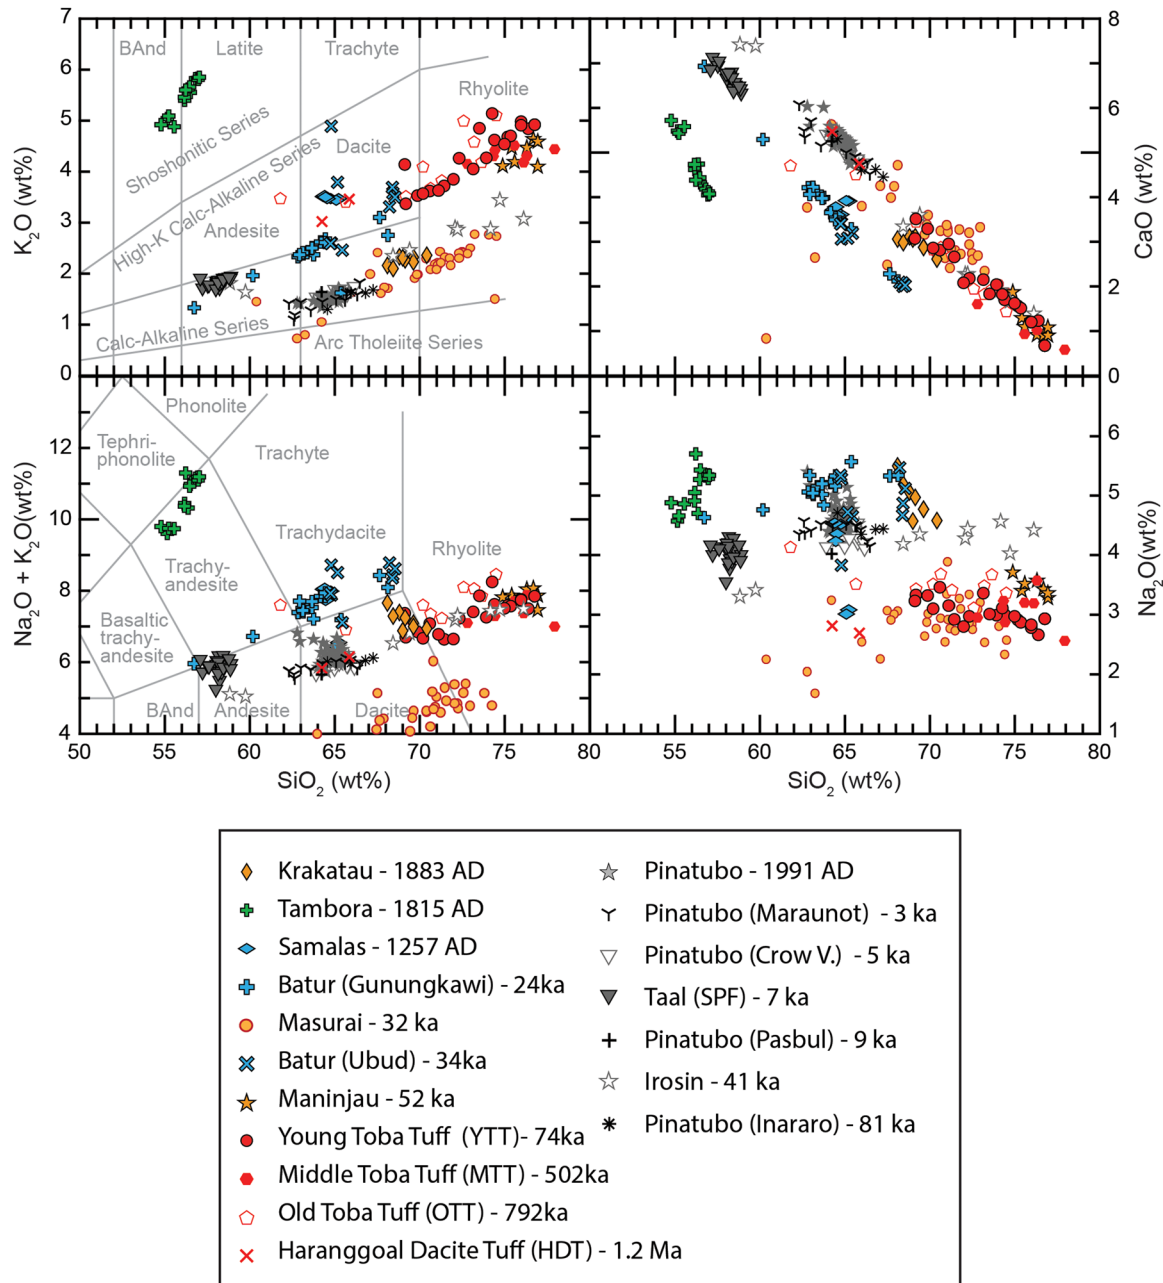 7
6
5
4
3
2
1
0
K2O (wt%)
BAnd
Latite
Trachyte
Rhyolite
Dacite
Andesite
Shoshonitic Series
High-K Calc-Alkaline Series
Calc-Alkaline Series
Arc Tholeiite Series
8
6
4
2
0
CaO (wt%)
12
10
8
6
4
Na2O + K2O(wt%)
Phonolite
Tephri-
phonolite
Trachyte
Trachydacite
Rhyolite
Trachy-
andesite
Basaltic
trachy-
andesite
BAnd
Andesite
Dacite
6
5
4
3
2
1
Na2O(wt%)
50
55
60
65
70
75
80
55
60
65
70
75
80
SiO2 (wt%)
SiO2 (wt%)
Krakatau - 1883 AD
Tambora - 1815 AD
Samalas - 1257 AD
Batur (Gunungkawi) - 24ka
Masurai - 32 ka
Batur (Ubud) - 34ka
Maninjau - 52 ka
Young Toba Tuff (YTT)- 74ka
Middle Toba Tuff (MTT) - 502ka
Old Toba Tuff (OTT) - 792ka
Haranggoal Dacite Tuff (HDT) - 1.2 Ma
Pinatubo - 1991 AD
Pinatubo (Maraunot) - 3 ka
Pinatubo (Crow V.) - 5 ka
Taal (SPF) - 7 ka
Pinatubo (Pasbul) - 9 ka
Irosin - 41 ka
Pinatubo (Inararo) - 81 ka